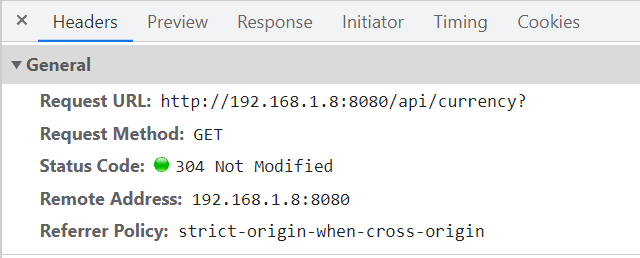 Headers Preview Response Initiator Timing Cookies
General
Request URL: http://192.168.1.8:8080/api/currency?
Request Method: GET
Status Code: 304 Not Modified
Remote Address: 192.168.1.8:8080
Referrer Policy: strict-origin-when-cross-origin